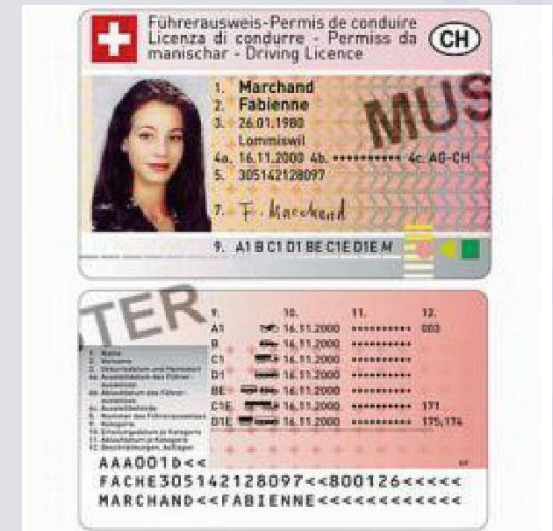 Führerausweis-Permis de conduire
Licenza di condurre - Permiss da
manischar - Driving Licence
CH
1. Marchand
2. Fabienne
3. 26.01.1980
Lommiswil
4a. 16.11.2000 4b. ********** 4c. AG-CH
5. 305142128097
7. F. Marchand
9. A1 B C1 D1 BE C1E D1E M
MUS
TER
9. 10. 11. 12.
A1 16.11.2000 ********** 003
B 16.11.2000 **********
C1 16.11.2000 **********
D1 16.11.2000 **********
BE 16.11.2000 **********
C1E 16.11.2000 ********** 171
D1E 16.11.2000 ********** 175,174
1. Name
2. Vorname
AAA001D<<
FACHE305142128097<<800126<<<<<
MARCHAND<<FABIENNE<<<<<<<<<<<<